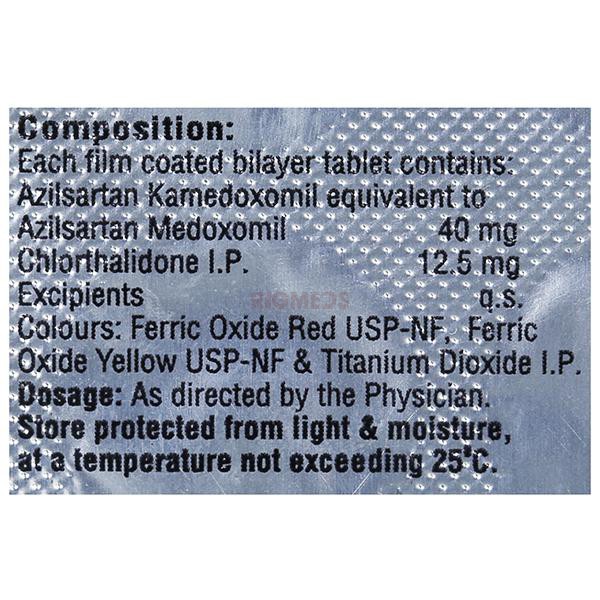 Composition:
Each film coated bilayer tablet contains:
Azilsartan Kamedoxomil equivalent to
Azilsartan Medoxomil 40 mg
Chlorthalidone I.P. 12.5 mg
Excipients q.s.
RIGMEDS
Colours: Ferric Oxide Red USP-NF, Ferric
Oxide Yellow USP-NF & Titanium Dioxide I.P.
Dosage: As directed by the Physician.
Store protected from light & moisture,
at a temperature not exceeding 25°C.